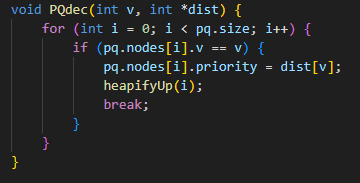 void PQdec(int v, int *dist) {
    for (int i = 0; i < pq.size; i++) {
        if (pq.nodes[i].v == v) {
            pq.nodes[i].priority = dist[v];
            heapifyUp(i);
            break;
        }
    }
}